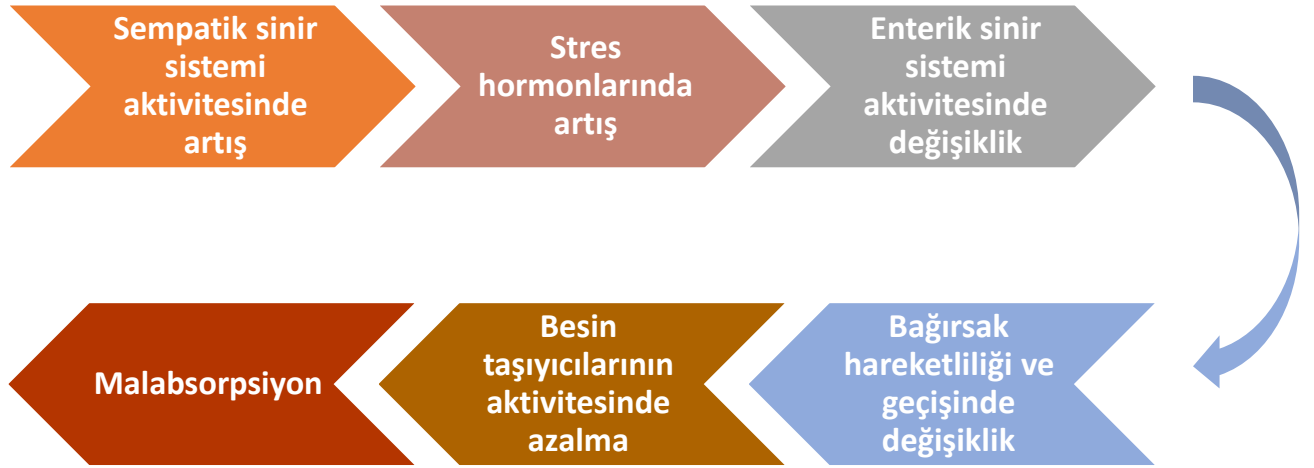 Sempatik sinir
sistemi
aktivitesinde
artış
Stres
hormonlarında
artış
Enterik sinir
sistemi
aktivitesinde
değişiklik
Bağırsak
hareketliliği ve
geçişinde
değişiklik
Besin
taşıyıcılarının
aktivitesinde
azalma
Malabsorpsiyon